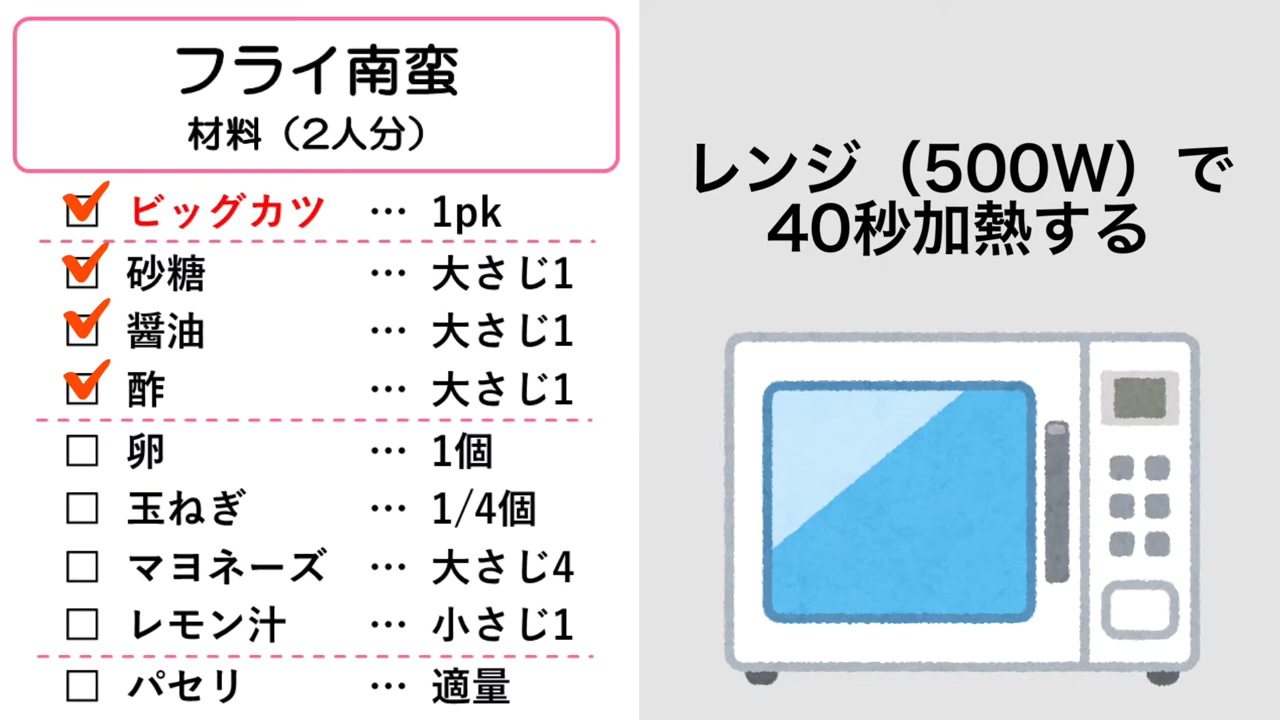 フライ南蛮
材料（2人分）
ビッグカツ … 1pk
砂糖 … 大さじ1
醤油 … 大さじ1
酢 … 大さじ1
卵 … 1個
玉ねぎ … 1/4個
マヨネーズ … 大さじ4
レモン汁 … 小さじ1
パセリ … 適量
レンジ（500W）で
40秒加熱する